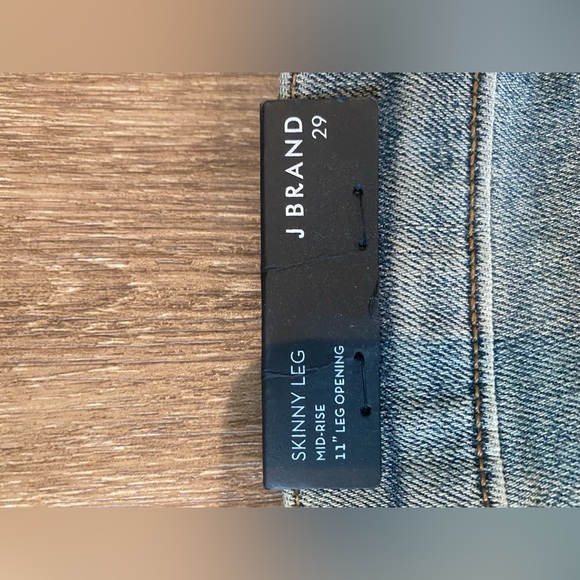 J BRAND
29
SKINNY LEG
MID-RISE
11" LEG OPENING